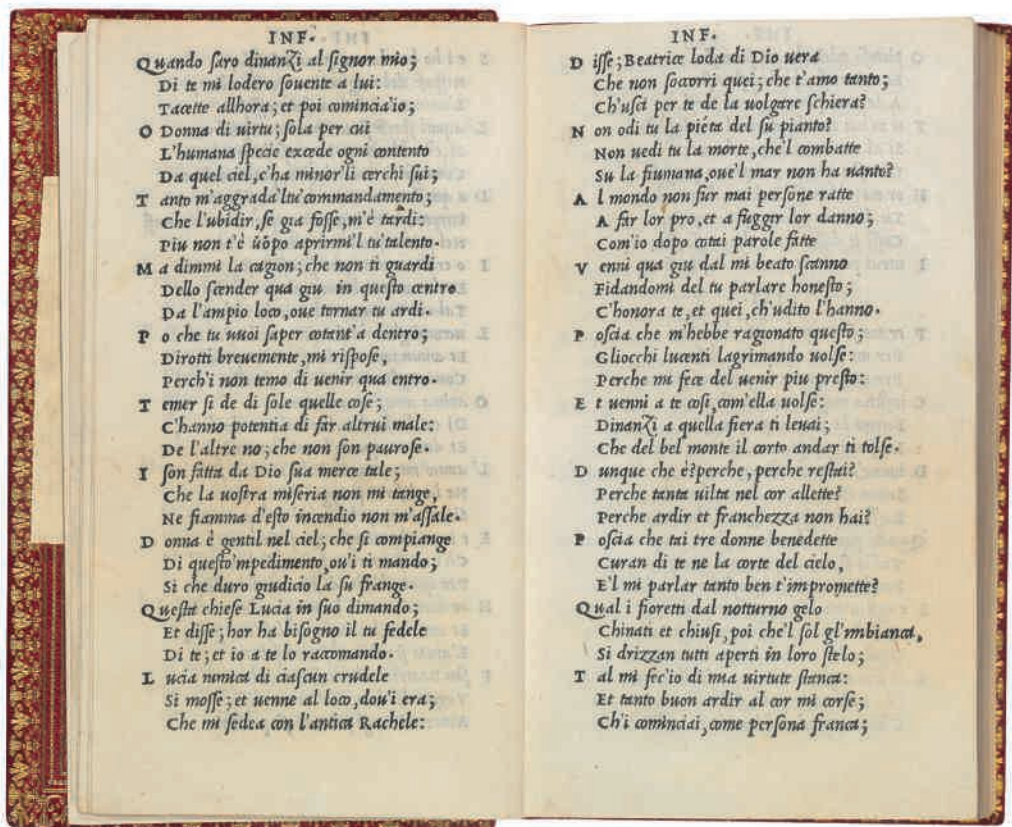 INF.
Quando saro dinanzi al signor mio;
Di te mi lodero sovente a lui:
Tacette allhora; et poi comincia'io;
O Donna di uirtu; sola per cui
L'humana specie excede ogni contento
Da quel ciel, c'ha minor'li cerchi sui;
T anto m'aggrada'ltu'commandamento;
Che l'ubidir, se gia fosse, m'è tardi:
Piu non t'è uopo aprirmi'l tu'talento.
M a dimmi la cagion; che non ti guardi
Dello scender qua giu in questo centro
Da l'ampio loco, oue tornar tu ardi.
P o che tu uuoi saper cotant'a dentro;
Dirotti breuemente, mi rispose,
Perch'i non temo di uenir qua entro.
T emer si de di sole quelle cose;
C'hanno potentia di far altrui male:
De l'altre no; che non son paurose.
I son fatta da Dio sua merce tale;
Che la uostra miseria non mi tange,
Ne fiamma d'esto incendio non m'assale.
D onna è gentil nel ciel; che si compiange
Di questo'mpedimento, ou'i ti mando;
Si che duro giudicio la su frange.
Questa chiese Lucia in suo dimando;
Et disse; hor ha bisogno il tu fedele
Di te; et io a te lo raccomando.
L ucia nimica di ciascun crudele
Si mosse; et uenne al loco, dou'i era;
Che mi sedea con l'antica Rachele:
INF.
D isse; Beatrice loda di Dio uera
Che non soccorri quei; che t'amo tanto;
Ch'usci per te de la uolgare schiera?
N on odi tu la piéta del su pianto?
Non uedi tu la morte, che'l combatte
Su la fiumana, oue'l mar non ha uanto?
A l mondo non fur mai persone ratte
A far lor pro, et a fuggir lor danno;
Com'io dopo cotai parole fatte
V enni qua giu dal mi beato scanno
Fidandomi del tu parlare honesto;
C'honora te, et quei, ch'udito l'hanno.
P oscia che m'hebbe ragionato questo;
Gliocchi lucenti lagrimando uolse:
Perche mi fece del uenir piu presto:
E t uenni a te cosi, com'ella uolse:
Dinanzi a quella fiera ti leuai;
Che del bel monte il corto andar ti tolse.
D unque che è? perche, perche restai?
Perche tanta uilta nel cor allette?
Perche ardir et franchezza non hai?
P oscia che tai tre donne benedette
Curan di te ne la corte del cielo,
E'l mi parlar tanto ben t'impromette?
Qual i fioretti dal notturno gelo
Chinati et chiusi, poi che'l sol gl'imbianca,
Si drizzan tutti aperti in loro stelo;
T al mi fec'io di mia uirtute stanca:
Et tanto buon ardir al cor mi corse;
Ch'i cominciai, come persona franca;